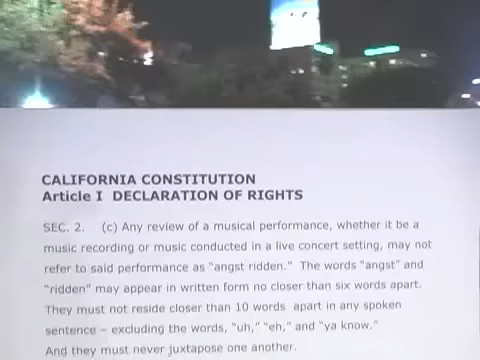 CALIFORNIA CONSTITUTION
Article I  DECLARATION OF RIGHTS
SEC. 2.    (c) Any review of a musical performance, whether it be a
music recording or music conducted in a live concert setting, may not
refer to said performance as “angst ridden.”  The words “angst” and
“ridden” may appear in written form no closer than six words apart.
They must not reside closer than 10 words  apart in any spoken
sentence – excluding the words, “uh,” “eh,” and “ya know.”
And they must never juxtapose one another.